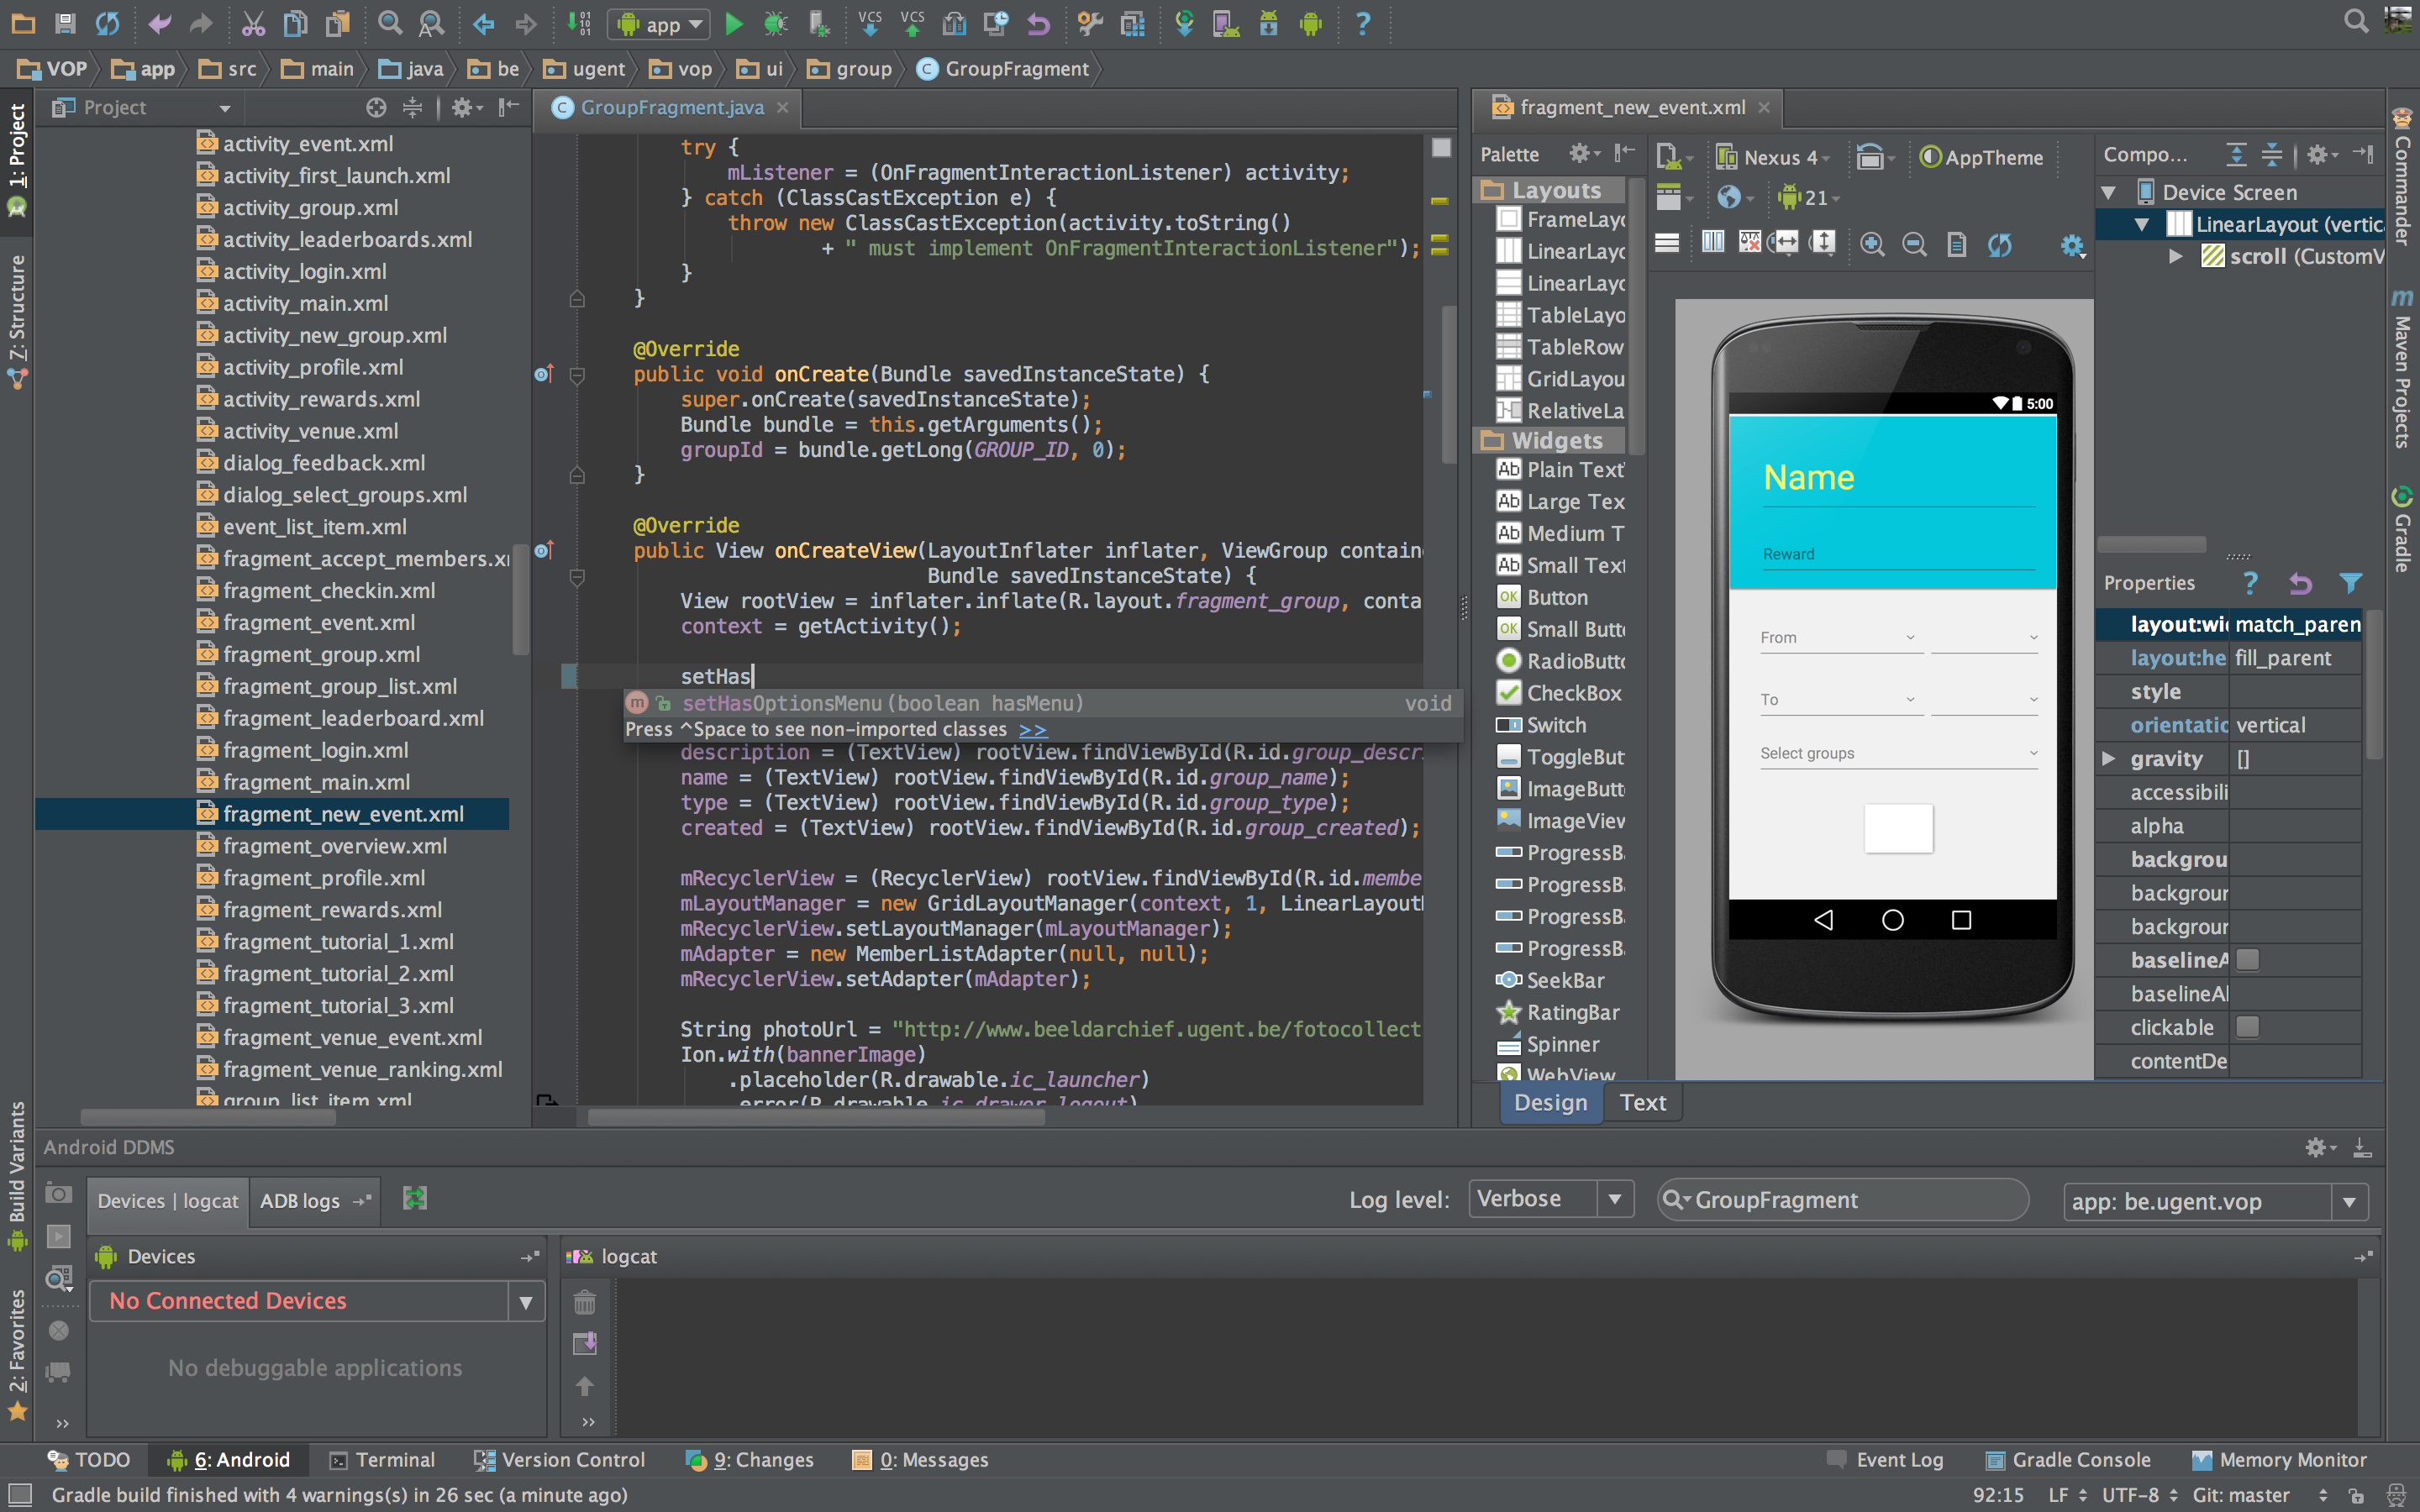 app
VCS
VCS
VOP
app
src
main
java
be
ugent
vop
ui
group
GroupFragment
1: Project
7: Structure
Build Variants
2: Favorites
Project
activity_event.xml
activity_first_launch.xml
activity_group.xml
activity_leaderboards.xml
activity_login.xml
activity_main.xml
activity_new_group.xml
activity_profile.xml
activity_rewards.xml
activity_venue.xml
dialog_feedback.xml
dialog_select_groups.xml
event_list_item.xml
fragment_accept_members.x
fragment_checkin.xml
fragment_event.xml
fragment_group.xml
fragment_group_list.xml
fragment_leaderboard.xml
fragment_login.xml
fragment_main.xml
fragment_new_event.xml
fragment_overview.xml
fragment_profile.xml
fragment_rewards.xml
fragment_tutorial_1.xml
fragment_tutorial_2.xml
fragment_tutorial_3.xml
fragment_venue_event.xml
fragment_venue_ranking.xml
group_list_item.xml
GroupFragment.java
try {
mListener = (OnFragmentInteractionListener) activity;
} catch (ClassCastException e) {
throw new ClassCastException(activity.toString()
+ " must implement OnFragmentInteractionListener");
}
}
@Override
public void onCreate(Bundle savedInstanceState) {
super.onCreate(savedInstanceState);
Bundle bundle = this.getArguments();
groupId = bundle.getLong(GROUP_ID, 0);
}
@Override
public View onCreateView(LayoutInflater inflater, ViewGroup containe
Bundle savedInstanceState) {
View rootView = inflater.inflate(R.layout.fragment_group, conta
context = getActivity();
setHas
setHasOptionsMenu(boolean hasMenu) void
Press ^Space to see non-imported classes >>
description = (TextView) rootView.findViewById(R.id.group_descr
name = (TextView) rootView.findViewById(R.id.group_name);
type = (TextView) rootView.findViewById(R.id.group_type);
created = (TextView) rootView.findViewById(R.id.group_created);
mRecyclerView = (RecyclerView) rootView.findViewById(R.id.membe
mLayoutManager = new GridLayoutManager(context, 1, LinearLayout
mRecyclerView.setLayoutManager(mLayoutManager);
mAdapter = new MemberListAdapter(null, null);
mRecyclerView.setAdapter(mAdapter);
String photoUrl = "http://www.beeldarchief.ugent.be/fotocollect
Ion.with(bannerImage)
.placeholder(R.drawable.ic_launcher)
.error(R.drawable.ic_drawer_logout)
fragment_new_event.xml
Palette
Layouts
FrameLayo
LinearLayo
LinearLayo
TableLayo
TableRow
GridLayou
RelativeLa
Widgets
Plain Text
Large Tex
Medium T
Small Text
Button
Small Butt
RadioButto
CheckBox
Switch
ToggleBut
ImageButt
ImageView
ProgressBa
ProgressBa
ProgressBa
ProgressBa
SeekBar
RatingBar
Spinner
WebView
Design
Text
Nexus 4
AppTheme
21
5:00
Name
Reward
From
To
Select groups
Compo...
Device Screen
LinearLayout (vertica
scroll (CustomV
Properties
layout:wi match_paren
layout:he fill_parent
style
orientatio vertical
gravity []
accessibili
alpha
backgrou
backgrour
backgrour
baselineA
baselineAl
clickable
contentDe
Commander
Maven Projects
Gradle
Android DDMS
Devices | logcat
ADB logs
Log level:
Verbose
GroupFragment
app: be.ugent.vop
Devices
No Connected Devices
No debuggable applications
logcat
TODO
6: Android
Terminal
Version Control
9: Changes
0: Messages
Event Log
Gradle Console
Memory Monitor
Gradle build finished with 4 warnings(s) in 26 sec (a minute ago)
92:15
LF
UTF-8
Git: master